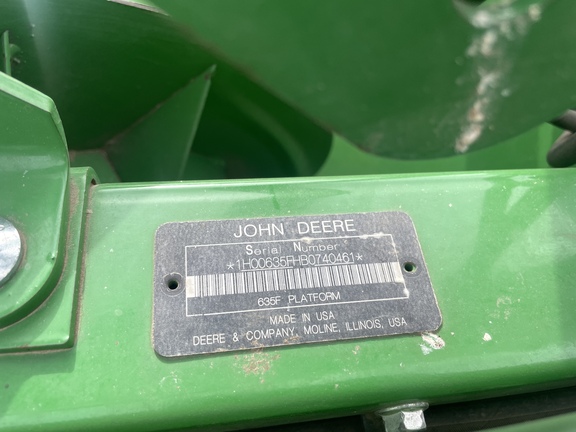 JOHN DEERE
Serial Number
*1H00635FHB0740461*
635F PLATFORM
MADE IN USA
DEERE & COMPANY, MOLINE, ILLINOIS, USA